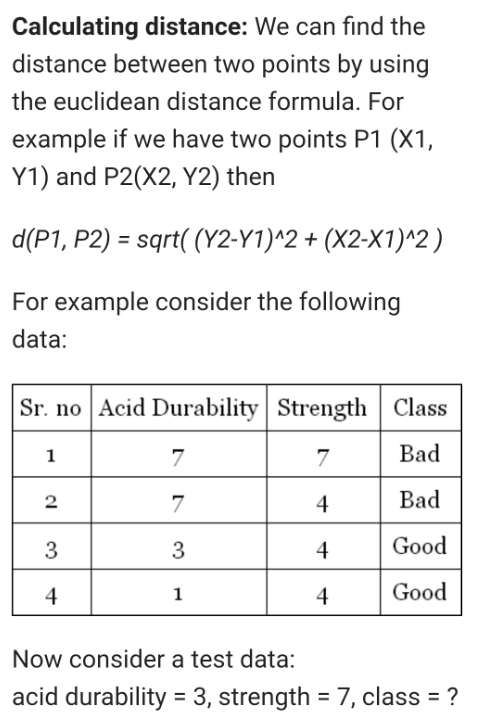 Calculating distance: We can find the
distance between two points by using
the euclidean distance formula. For
example if we have two points P1 (X1,
Y1) and P2(X2, Y2) then
d(P1, P2) = sqrt( (Y2-Y1)^2 + (X2-X1)^2 )
For example consider the following
data:
Sr. no Acid Durability Strength Class
1 7 7 Bad
2 7 4 Bad
3 3 4 Good
4 1 4 Good
Now consider a test data:
acid durability = 3, strength = 7, class = ?